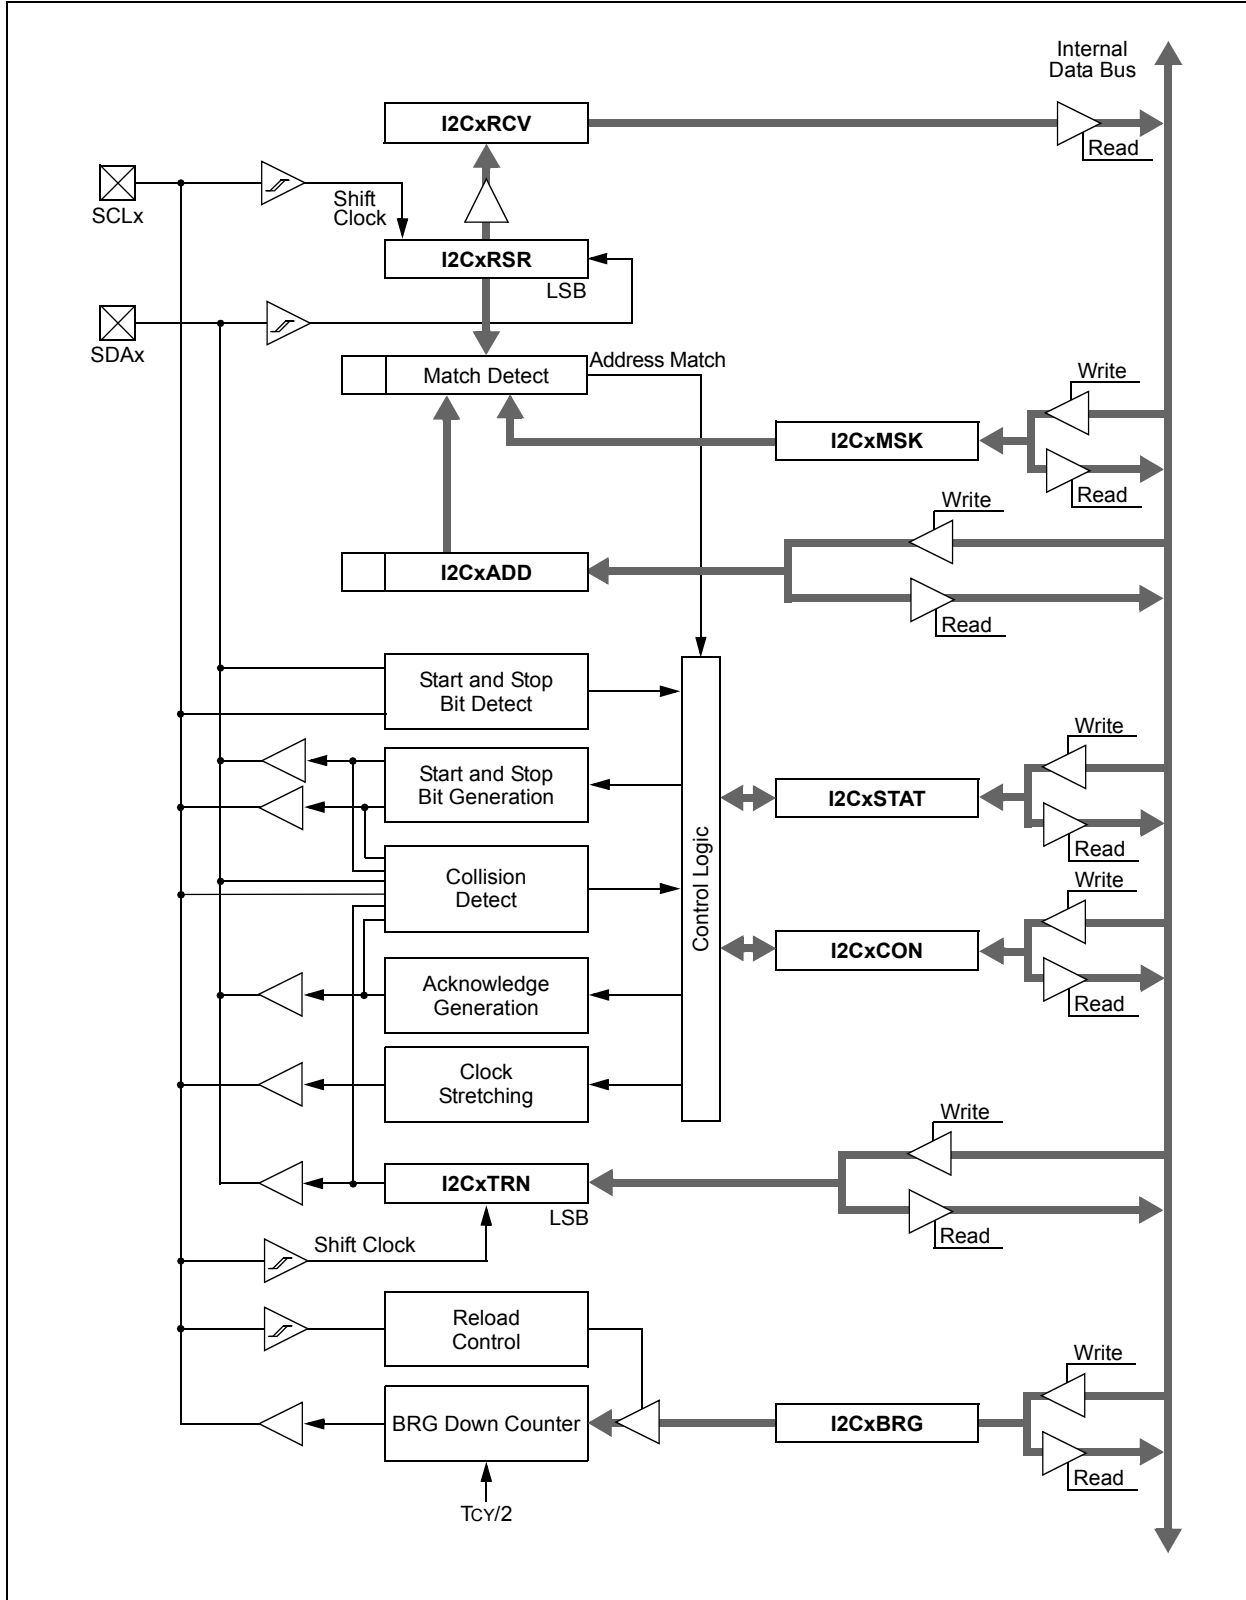 Internal
Data Bus
I2CxRCV
Read
SCLx
Shift
Clock
I2CxRSR
LSB
SDAx
Match Detect
Address Match
Write
I2CxMSK
Read
Write
I2CxADD
Read
Start and Stop
Bit Detect
Write
Start and Stop
Bit Generation
I2CxSTAT
Read
Control Logic
Collision
Detect
Write
I2CxCON
Read
Acknowledge
Generation
Clock
Stretching
Write
I2CxTRN
LSB
Read
Shift Clock
Reload
Control
Write
BRG Down Counter
I2CxBRG
Read
TCY/2